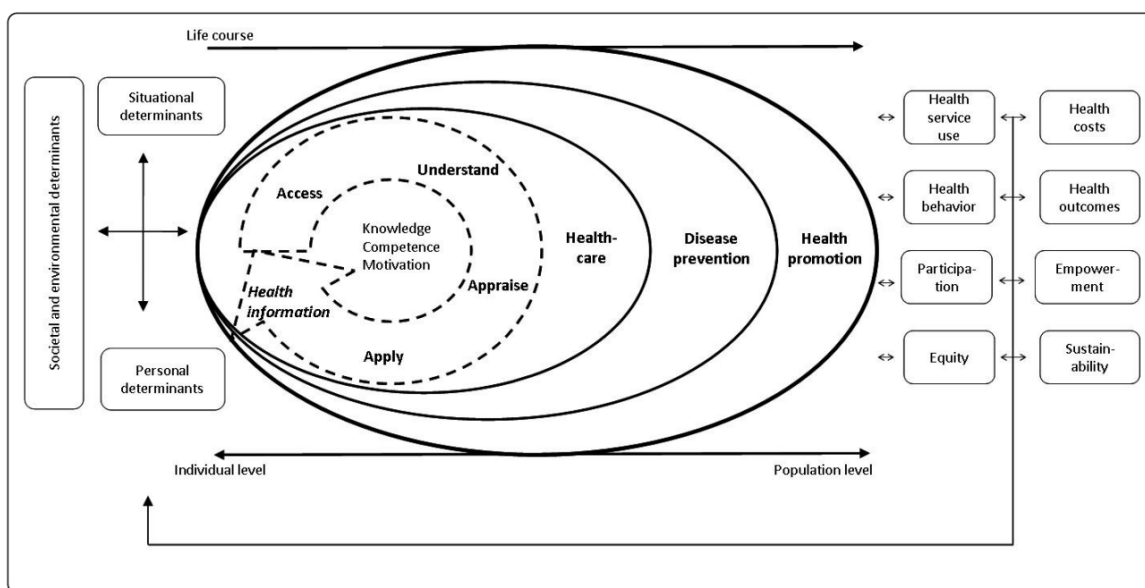 Life course
Societal and environmental determinants
Situational
determinants
Personal
determinants
Access
Understand
Knowledge
Competence
Motivation
Health
information
Appraise
Apply
Health-
care
Disease
prevention
Health
promotion
Health
service
use
Health
costs
Health
behavior
Health
outcomes
Participa-
tion
Empower-
ment
Equity
Sustain-
ability
Individual level
Population level